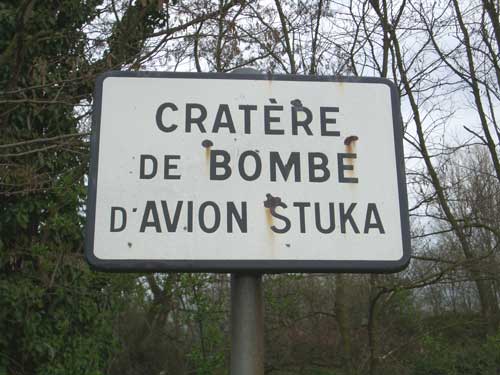 CRATÈRE
DE BOMBE
D'AVION STUKA